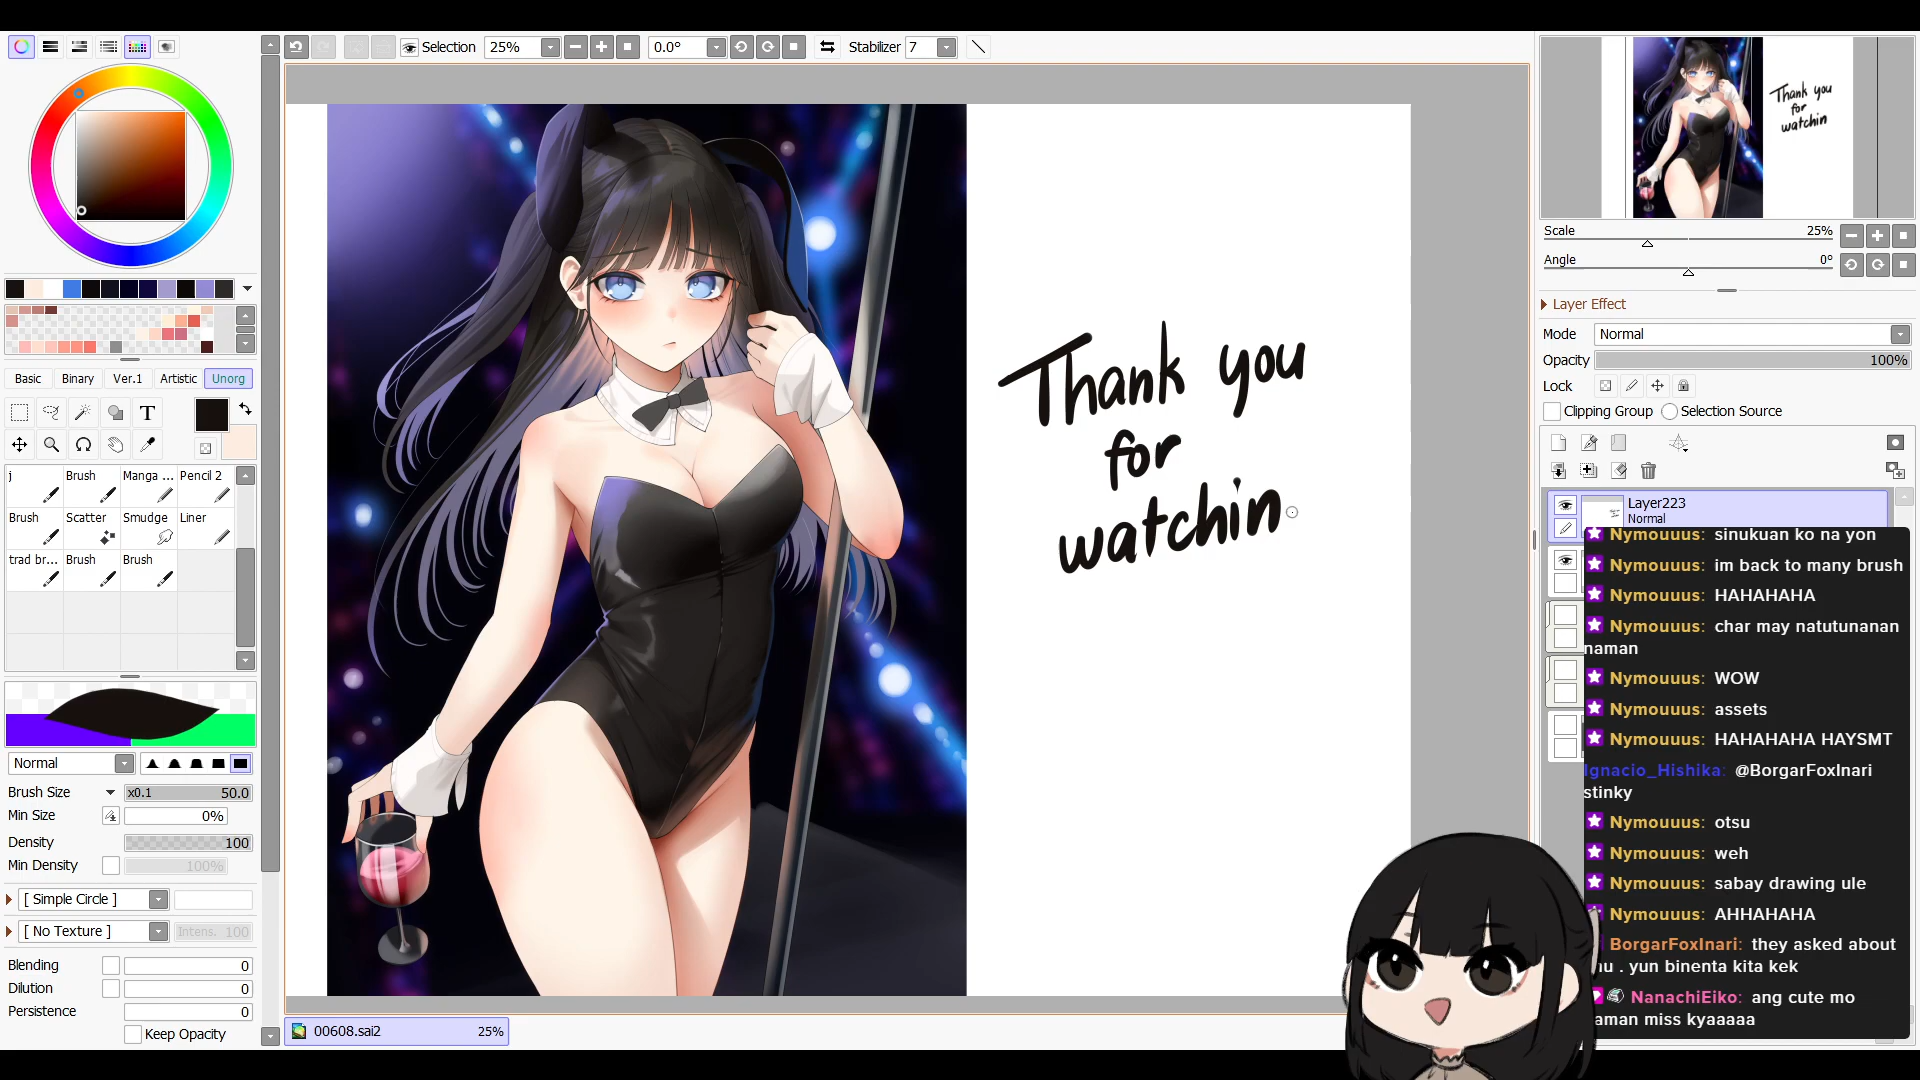 Selection 25% 0.0° Stabilizer 7
Basic Binary Ver.1 Artistic Unorg
T
j Brush Manga ... Pencil 2
Brush Scatter Smudge Liner
trad br... Brush Brush
Normal
Brush Size x0.1 50.0
Min Size 0%
Density 100
Min Density 100%
[ Simple Circle ]
[ No Texture ] Intens. 100
Blending 0
Dilution 0
Persistence 0
Keep Opacity
Thank you
for
watchin
00608.sai2 25%
Thank you
for
watchin
Scale 25%
Angle 0°
Layer Effect
Mode Normal
Opacity 100%
Lock
Clipping Group Selection Source
Layer223
Normal
Nymouuus: sinukuan ko na yon
Nymouuus: im back to many brush
Nymouuus: HAHAHAHA
Nymouuus: char may natutunanan
naman
Nymouuus: WOW
Nymouuus: assets
Nymouuus: HAHAHAHA HAYSMT
Ignacio_Hishika: @BorgarFoxInari
stinky
Nymouuus: otsu
Nymouuus: weh
Nymouuus: sabay drawing ule
Nymouuus: AHHAHAHA
BorgarFoxInari: they asked about
. yun binenta kita kek
NanachiEiko: ang cute mo
aman miss kyaaaaa